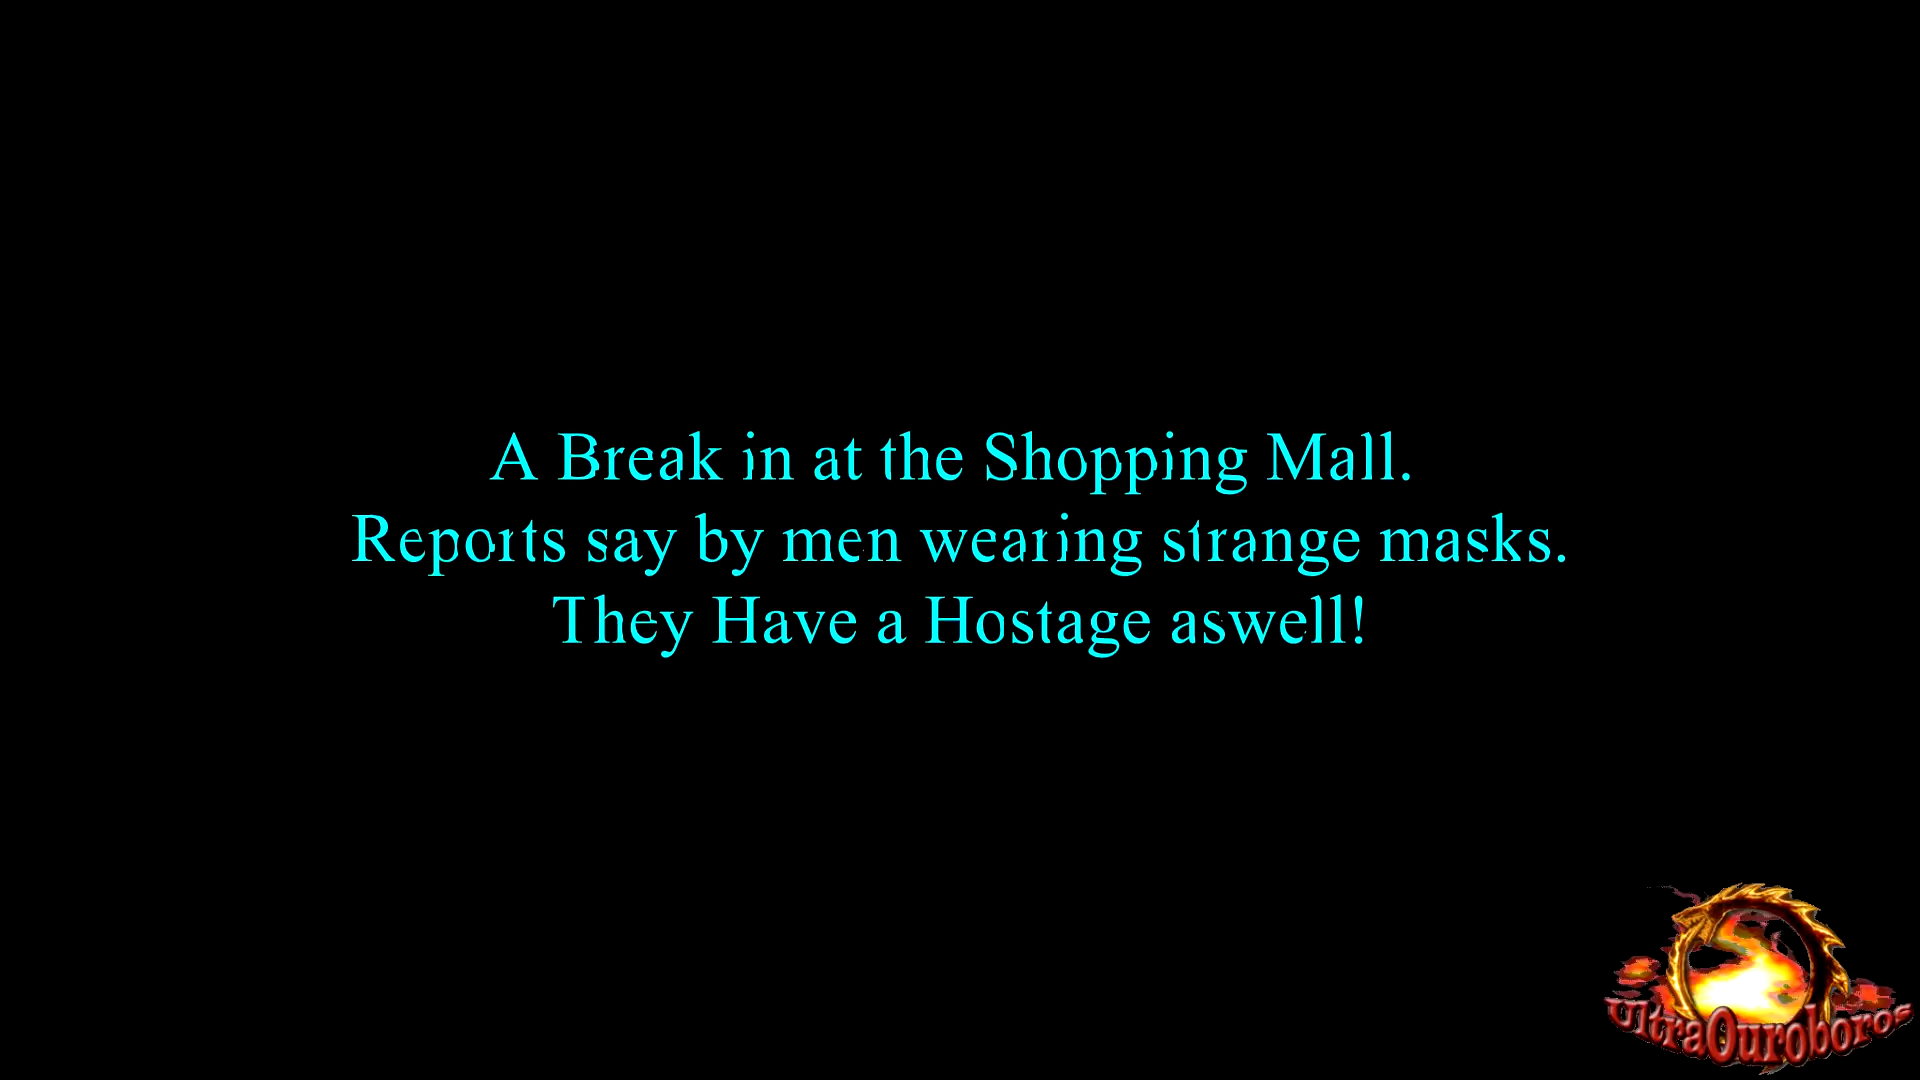 A Break in at the Shopping Mall.
Reports say by men wearing strange masks.
They Have a Hostage aswell!
UltraOuroboros